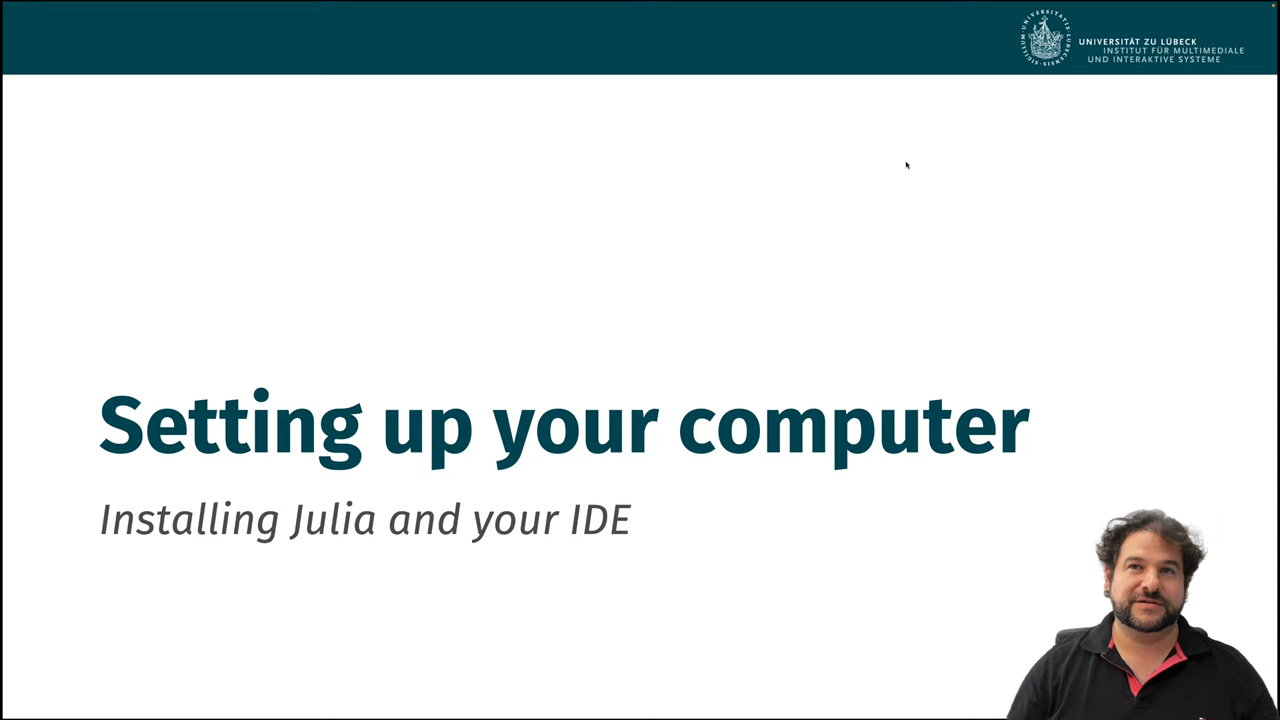 UNIVERSITÄT ZU LÜBECK
INSTITUT FÜR MULTIMEDIALE
UND INTERAKTIVE SYSTEME
Setting up your computer
Installing Julia and your IDE